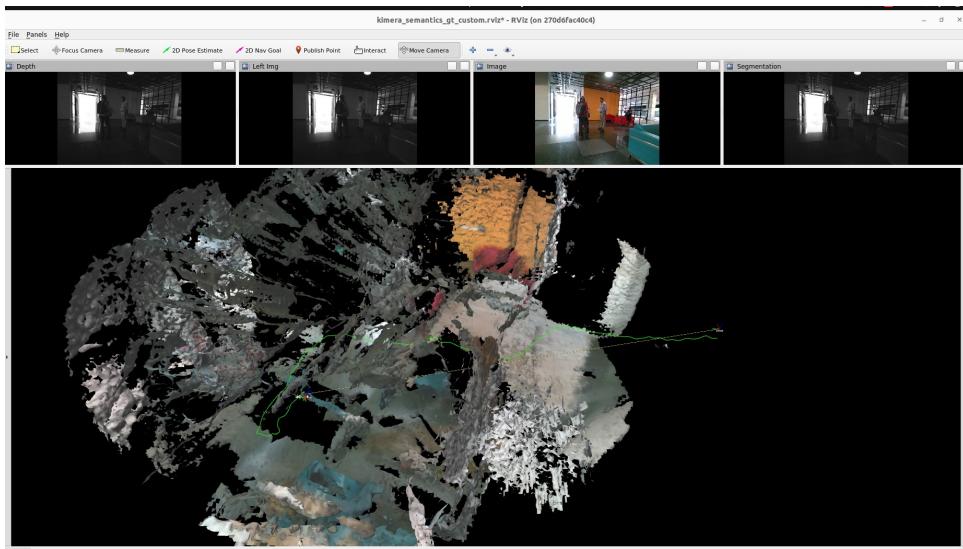 kimera_semantics_gt_custom.rviz* - RViz (on 270d6fac40c4)
File Panels Help
Select Focus Camera Measure 2D Pose Estimate 2D Nav Goal Publish Point Interact Move Camera
Depth Left Img Image Segmentation